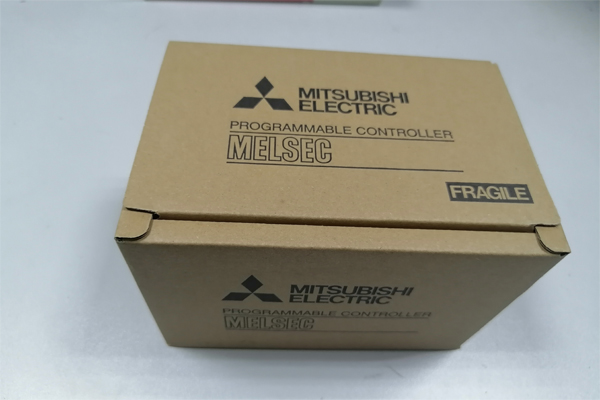 MITSUBISHI
ELECTRIC
PROGRAMMABLE CONTROLLER
MELSEC
FRAGILE
MITSUBISHI
ELECTRIC
PROGRAMMABLE CONTROLLER
MELSEC